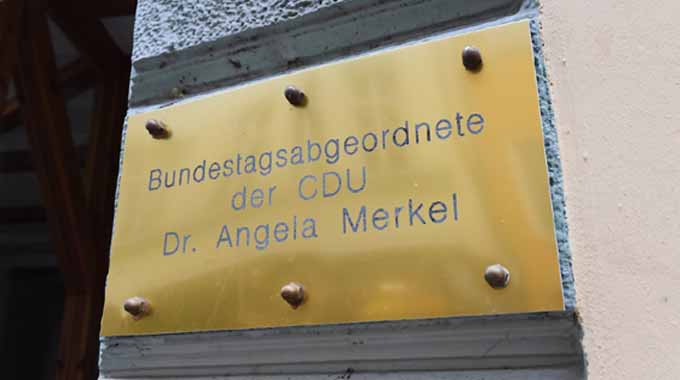 Bundestagsabgeordnete
der CDU
Dr. Angela Merkel